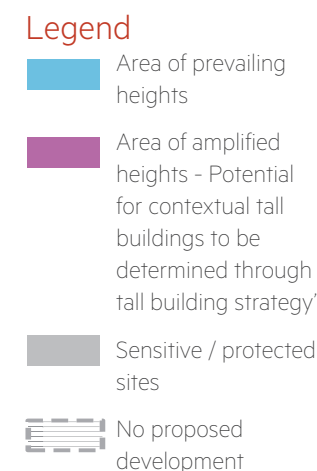 Legend
Area of prevailing
heights
Area of amplified
heights - Potential
for contextual tall
buildings to be
determined through
tall building strategy’
Sensitive / protected
sites
No proposed
development